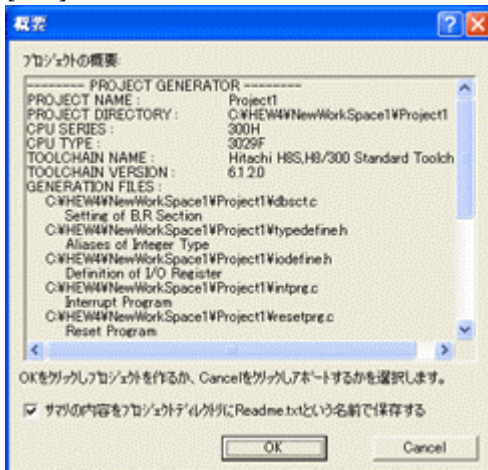 概要
プロジェクトの概要:
-------- PROJECT GENERATOR --------
PROJECT NAME : Project1
PROJECT DIRECTORY : C:¥HEW4¥NewWorkSpace1¥Project1
CPU SERIES : 300H
CPU TYPE : 3029F
TOOLCHAIN NAME : Hitachi H8S,H8/300 Standard Toolch
TOOLCHAIN VERSION : 6.1.2.0
GENERATION FILES :
C:¥HEW4¥NewWorkSpace1¥Project1¥dbsct.c
Setting of B,R Section
C:¥HEW4¥NewWorkSpace1¥Project1¥typedefine.h
Aliases of Integer Type
C:¥HEW4¥NewWorkSpace1¥Project1¥iodefine.h
Definition of I/O Register
C:¥HEW4¥NewWorkSpace1¥Project1¥intprg.c
Interrupt Program
C:¥HEW4¥NewWorkSpace1¥Project1¥resetprg.c
Reset Program
OKをクリックしプロジェクトを作るか、Cancelをクリックしアボートするかを選択します。
サマリの内容をプロジェクトディレクトリにReadme.txtという名前で保存する
OK Cancel